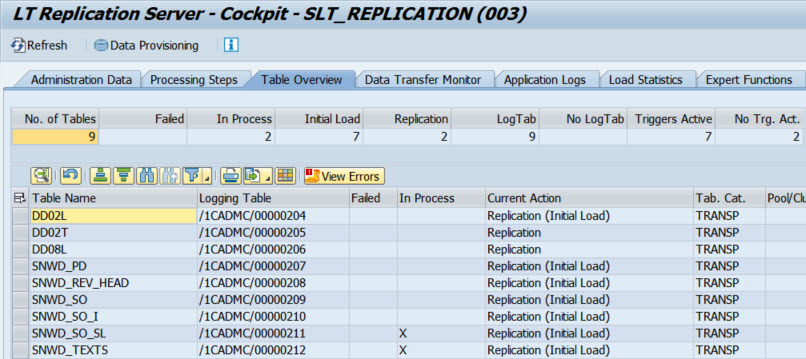 LT Replication Server - Cockpit - SLT_REPLICATION (003)
Refresh Data Provisioning
Administration Data Processing Steps Table Overview Data Transfer Monitor Application Logs Load Statistics Expert Functions
No. of Tables Failed In Process Initial Load Replication LogTab No LogTab Triggers Active No Trg. Act.
9 2 7 2 9 7 2
View Errors
Table Name Logging Table Failed In Process Current Action Tab. Cat. Pool/Clu
DD02L /1CADMC/00000204 Replication (Initial Load) TRANSP
DD02T /1CADMC/00000205 Replication TRANSP
DD08L /1CADMC/00000206 Replication TRANSP
SNWD_PD /1CADMC/00000207 Replication (Initial Load) TRANSP
SNWD_REV_HEAD /1CADMC/00000208 Replication (Initial Load) TRANSP
SNWD_SO /1CADMC/00000209 Replication (Initial Load) TRANSP
SNWD_SO_I /1CADMC/00000210 Replication (Initial Load) TRANSP
SNWD_SO_SL /1CADMC/00000211 X Replication (Initial Load) TRANSP
SNWD_TEXTS /1CADMC/00000212 X Replication (Initial Load) TRANSP